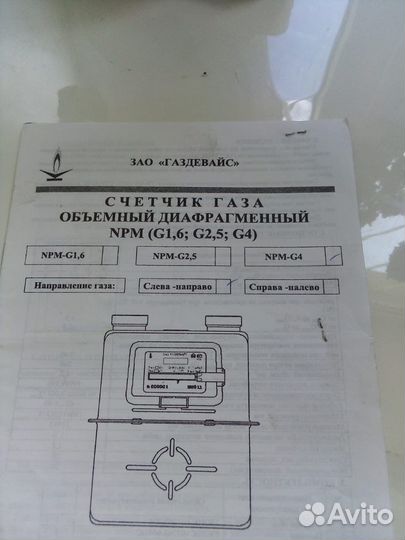 ЗАО «ГАЗДЕВАЙС»
СЧЕТЧИК ГАЗА
ОБЪЕМНЫЙ ДИАФРАГМЕННЫЙ
NPM (G1,6; G2,5; G4)
NPM-G1,6 NPM-G2,5 NPM-G4
Направление газа: Слева -направо Справа -налево
Avito